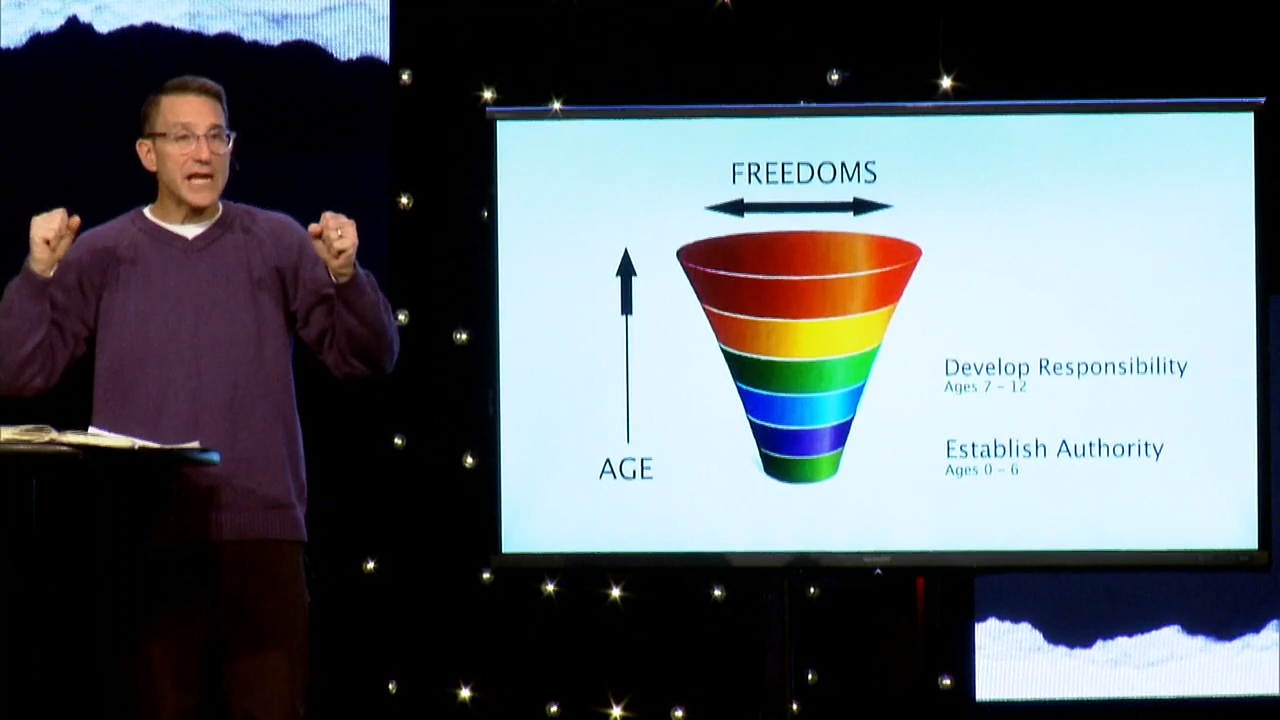 FREEDOMS
Develop Responsibility
Ages 7 – 12
Establish Authority
Ages 0 – 6
AGE